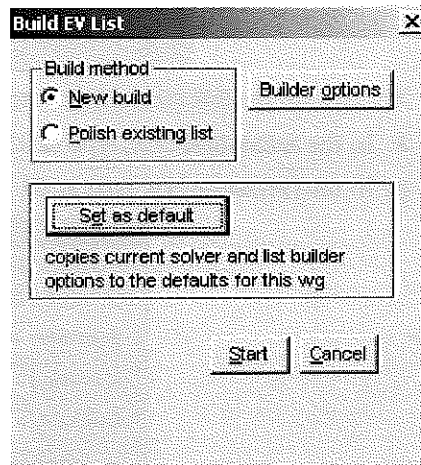 Build EV List
Build method
New build
Polish existing list
Builder options
Set as default
copies current solver and list builder
options to the defaults for this wg
Start
Cancel